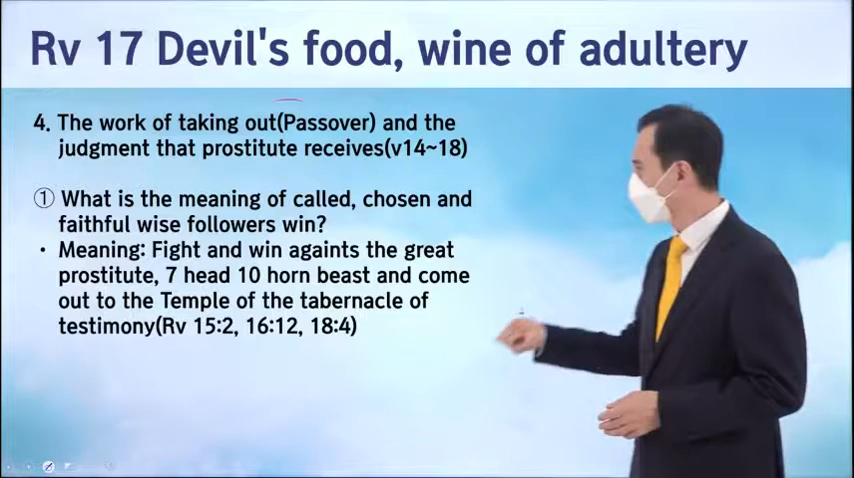 Rv 17 Devil's food, wine of adultery
4. The work of taking out(Passover) and the
judgment that prostitute receives(v14~18)
① What is the meaning of called, chosen and
faithful wise followers win?
• Meaning: Fight and win againts the great
prostitute, 7 head 10 horn beast and come
out to the Temple of the tabernacle of
testimony(Rv 15:2, 16:12, 18:4)